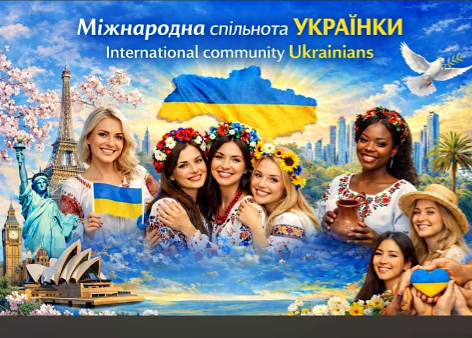 Міжнародна спільнота УКРАЇНКИ
International community Ukrainians